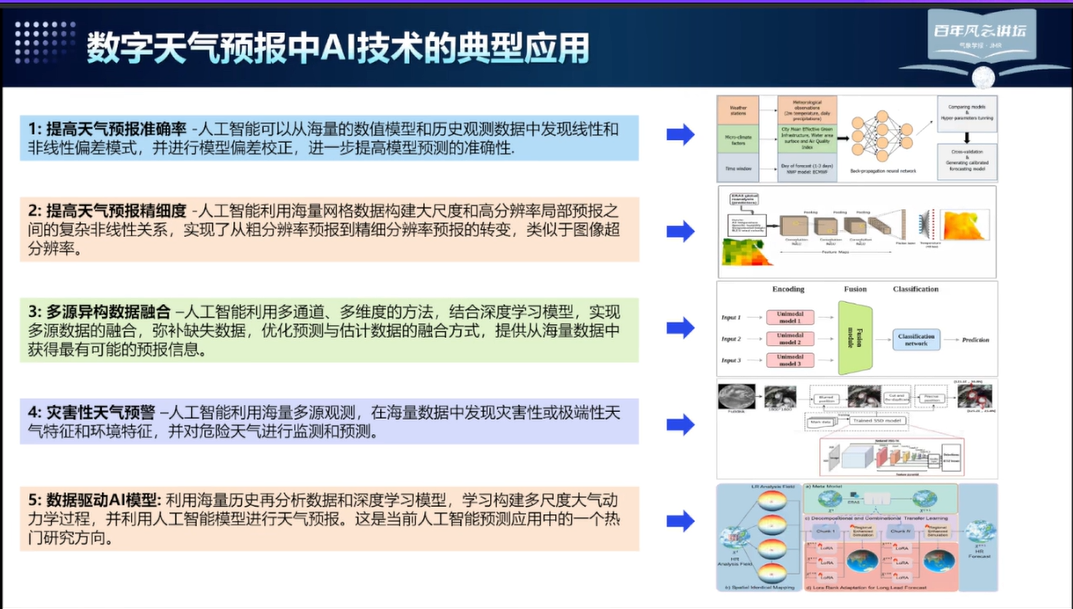 数字天气预报中AI技术的典型应用
百年风云讲坛
1: 提高天气预报准确率 -人工智能可以从海量的数值模型和历史观测数据中发现线性和
非线性偏差模式，并进行模型偏差校正，进一步提高模型预测的准确性.
2: 提高天气预报精细度 -人工智能利用海量网格数据构建大尺度和高分辨率局部预报之
间的复杂非线性关系，实现了从粗分辨率预报到精细分辨率预报的转变，类似于图像超
分辨率。
3: 多源异构数据融合 –人工智能利用多通道、多维度的方法，结合深度学习模型，实现
多源数据的融合，弥补缺失数据，优化预测与估计数据的融合方式，提供从海量数据中
获得最有可能的预报信息。
4: 灾害性天气预警 –人工智能利用海量多源观测，在海量数据中发现灾害性或极端性天
气特征和环境特征，并对危险天气进行监测和预测。
5: 数据驱动AI模型: 利用海量历史再分析数据和深度学习模型，学习构建多尺度大气动
力学过程，并利用人工智能模型进行天气预报。这是当前人工智能预测应用中的一个热
门研究方向。
Weather
stations
Meteorological
observations
(2m temperature, daily
precipitations)
Micro-climate
factors
City Mean Effective Green
Infrastructure, Water area
surface and Air Quality
Index
Time window
Day of forecast (1-3 days)
NWP model: ECMWF
Back-propagation neural network
Comparing models
&
Hyper parameters tunning
Cross-validation
&
Generating calibrated
forecasting model
Feature Maps
Encoding
Fusion
Classification
Input 1
Unimodal
model 1
Input 2
Unimodal
model 2
Input 3
Unimodal
model 3
Fusion
module
Classification
network
Prediction
Trained SSD model
LR Analysis Field
a) Meta Model
c) Decompositional and Combinational Transfer Learning
HR
Analysis Field
Regional
Enhanced
Simulation
Regional
Enhanced
Simulation
LoRA
LoRA
LoRA
LoRA
LoRA
LoRA
HR
Forecast
b) Spatial Identical Mapping
d) Low Rank Adaptation for Long Lead Forecast